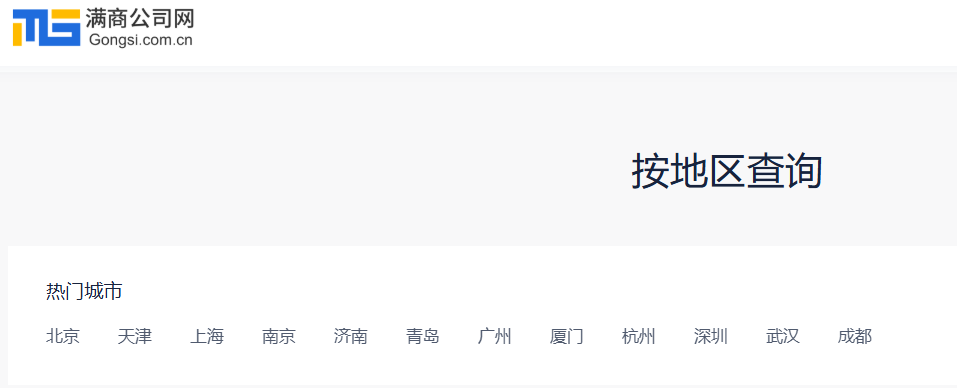 满商公司网
Gongsi.com.cn
按地区查询
热门城市
北京 天津 上海 南京 济南 青岛 广州 厦门 杭州 深圳 武汉 成都